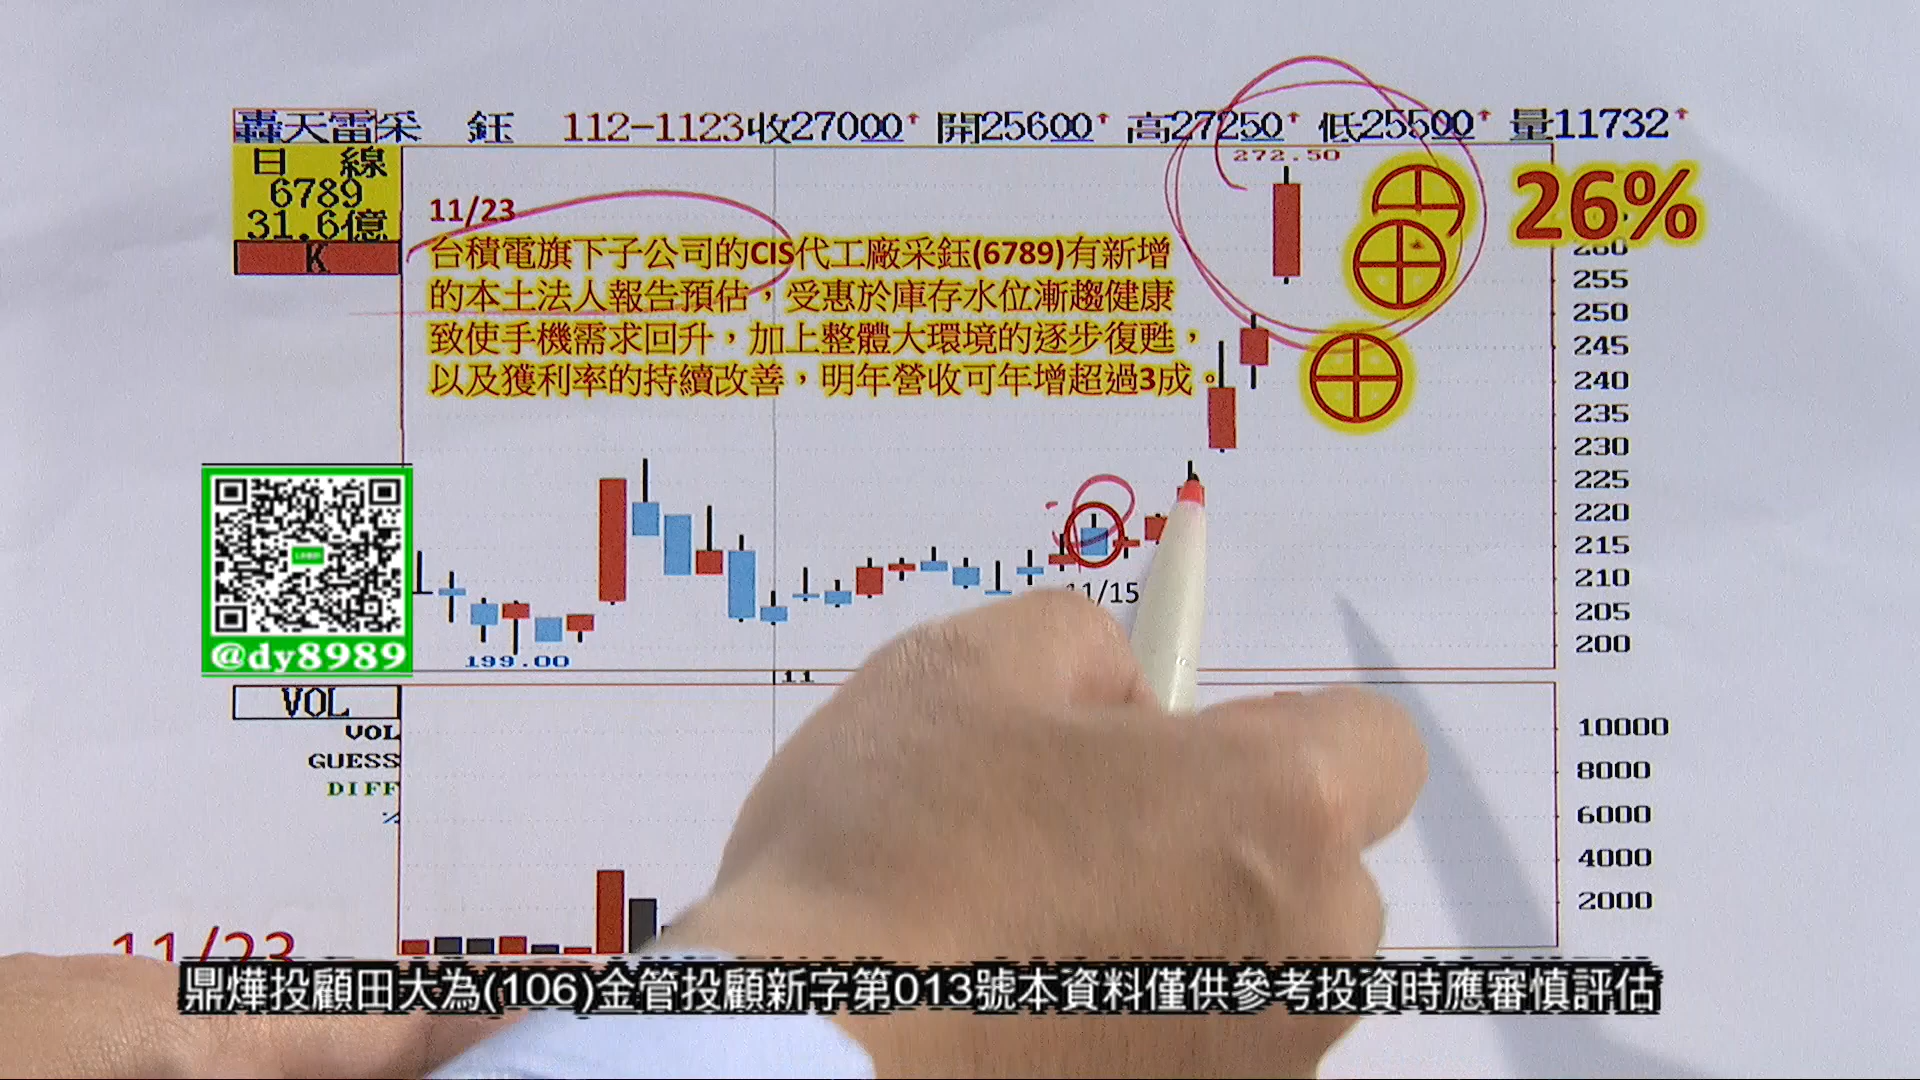 轟天雷采 鈺 112-1123收27000↑ 開25600↑ 高27250↑ 低25500↑ 量11732↑
日 線
6789
31.6億
K
272.50
26%
11/23
台積電旗下子公司的CIS代工廠采鈺(6789)有新增
的本土法人報告預估，受惠於庫存水位漸趨健康
致使手機需求回升，加上整體大環境的逐步復甦，
以及獲利率的持續改善，明年營收可年增超過3成。
260
255
250
245
240
235
230
225
220
215
210
205
200
11/15
@dy8989
199.00
11
VOL
VOL
GUESS
DIFF
%
10000
8000
6000
4000
2000
11/23
鼎燁投顧田大為(106)金管投顧新字第013號本資料僅供參考投資時應審慎評估